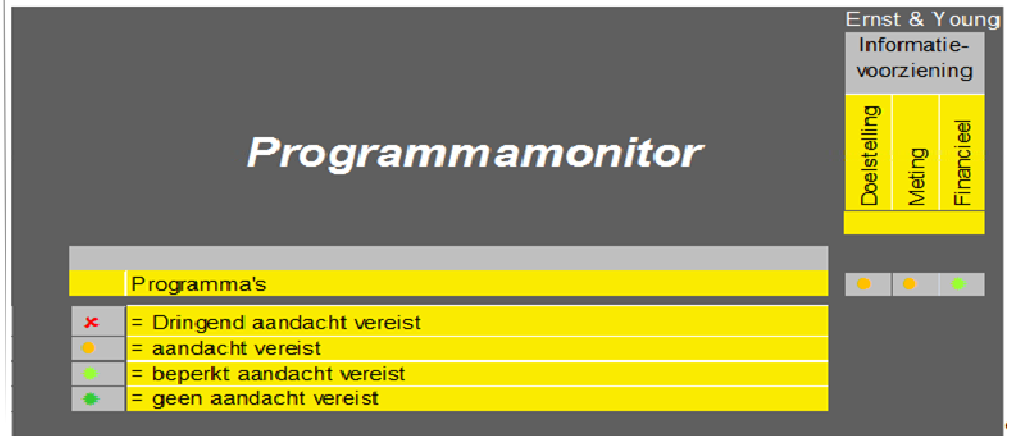 Ernst & Young
Informatie-
voorziening
Programmamonitor
Doelstelling
Meting
Financieel
Programma's
= Dringend aandacht vereist
= aandacht vereist
= beperkt aandacht vereist
= geen aandacht vereist